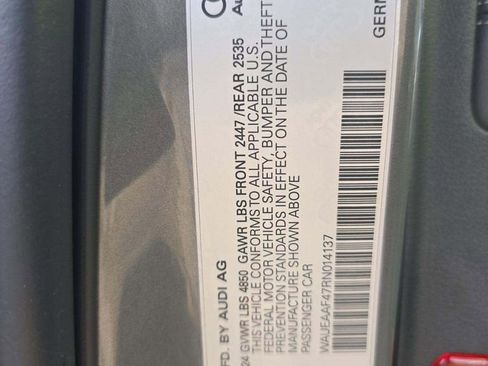 Au
GERM
FD. BY AUDI AG
24 GVWR LBS 4850 GAWR LBS FRONT 2447 /REAR 2535
THIS VEHICLE CONFORMS TO ALL APPLICABLE U.S.
FEDERAL MOTOR VEHICLE SAFETY, BUMPER AND THEFT
PREVENTION STANDARDS IN EFFECT ON THE DATE OF
MANUFACTURE SHOWN ABOVE
PASSENGER CAR
WAUEAAF47RN014137